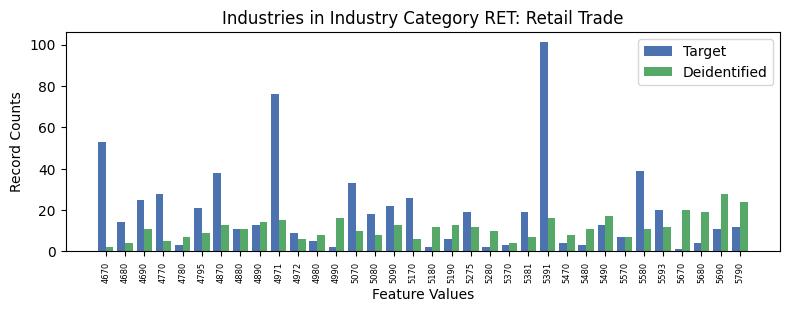 Industries in Industry Category RET: Retail Trade
Target
Deidentified
Record Counts
100
80
60
40
20
0
4670 4680 4690 4770 4780 4795 4870 4880 4890 4971 4972 4980 4990 5070 5080 5090 5170 5180 5190 5275 5280 5370 5381 5391 5470 5480 5490 5570 5580 5593 5670 5680 5690 5790
Feature Values